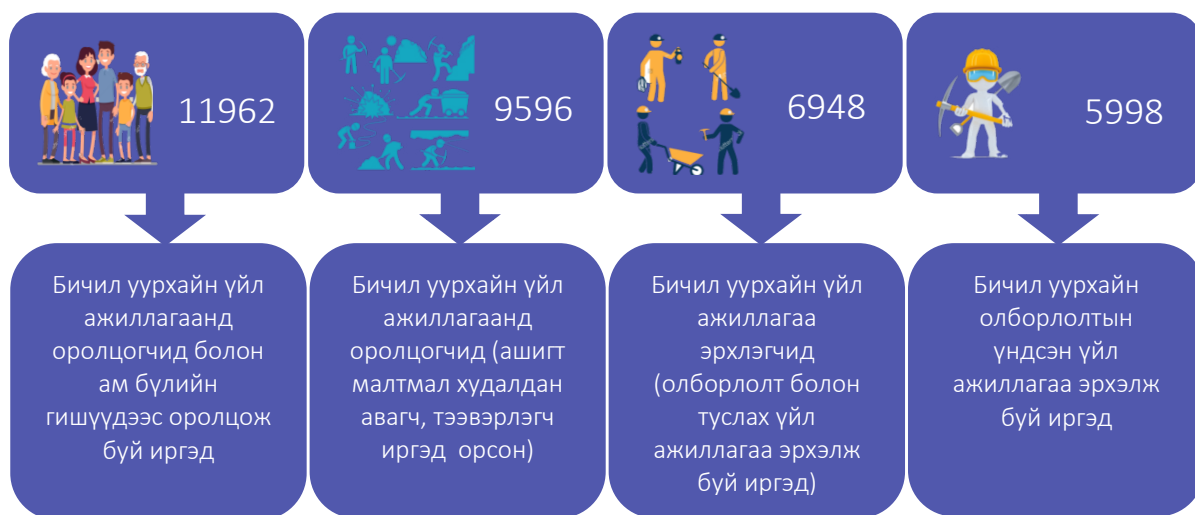 11962
9596
6948
5998
Бичил уурхайн үйл
ажиллагаанд
оролцогчид болон
ам бүлийн
гишүүдээс оролцож
буй иргэд
Бичил уурхайн үйл
ажиллагаанд
оролцогчид (ашигт
малтмал худалдан
авагч, тээвэрлэгч
иргэд орсон)
Бичил уурхайн үйл
ажиллагаа
эрхлэгчид
(олборлолт болон
туслах үйл
ажиллагаа эрхэлж
буй иргэд)
Бичил уурхайн
олборлолтын
үндсэн үйл
ажиллагаа эрхэлж
буй иргэд